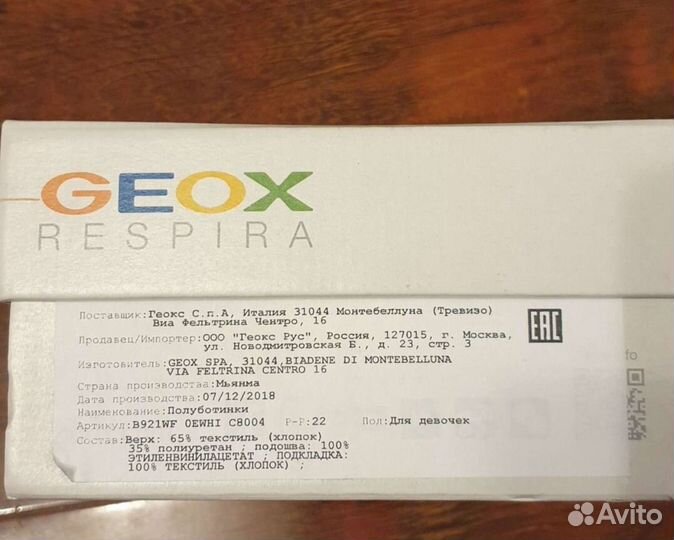 GEOX
RESPIRA
Поставщик:Геокс С.п.А, Италия 31044 Монтебеллуна (Тревизо)
Виа Фельтрина Чентро, 16
Продавец/Импортер:ООО "Геокс Рус", Россия, 127015, г. Москва,
ул. Новодмитровская Б., д. 23, стр. 3
EAC
Изготовитель:GEOX SPA, 31044,BIADENE DI MONTEBELLUNA
VIA FELTRINA CENTRO 16
fo
Страна производства:Мьянма
Дата производства:07/12/2018
Наименование:Полуботинки
Артикул:B921WF 0EWHI C8004 Р-Р:22 Пол:Для девочек
Состав:Верх: 65% текстиль (хлопок)
35% полиуретан ; подошва: 100%
ЭТИЛЕНВИНИЛАЦЕТАТ ; ПОДКЛАДКА:
100% ТЕКСТИЛЬ (ХЛОПОК) ;
Avito